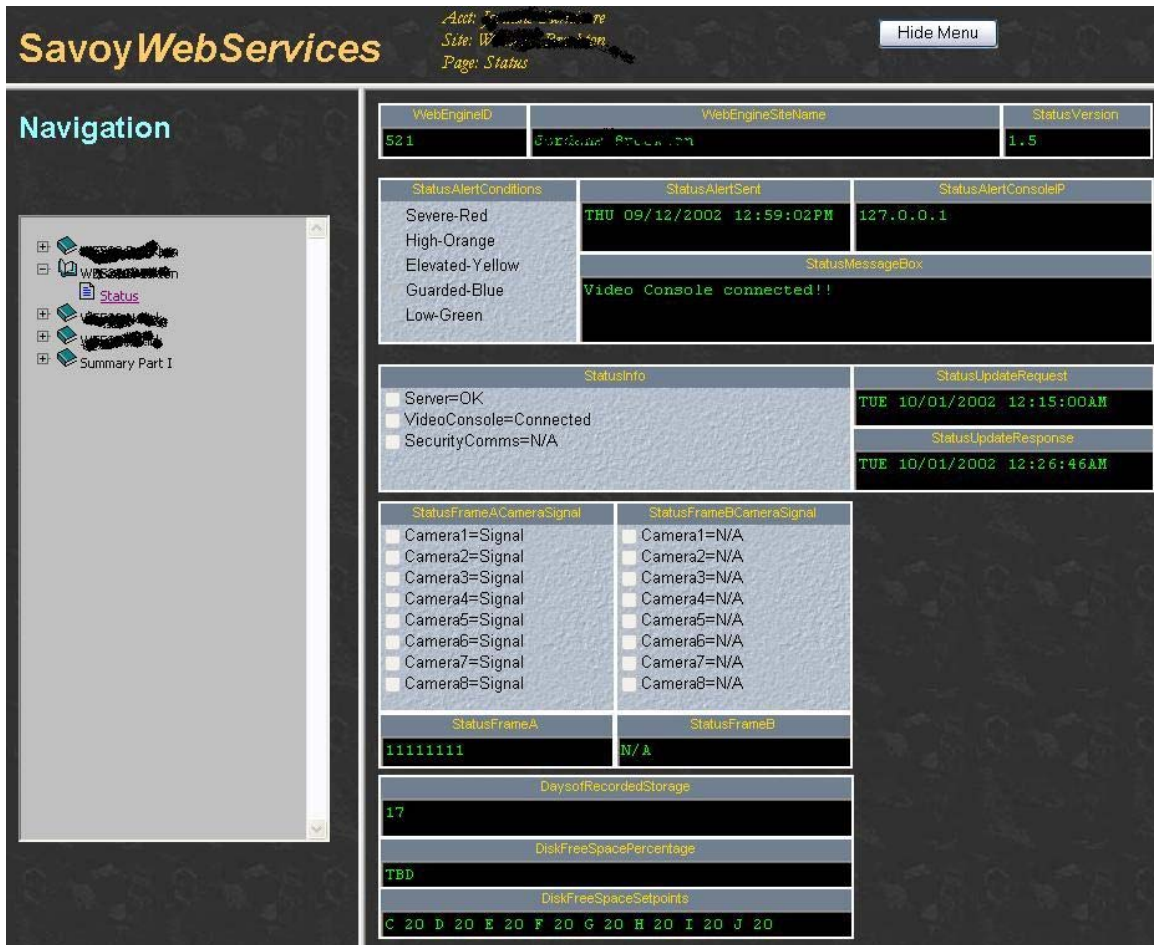 SavoyWebServices
Acct:
Site:
Page: Status
Hide Menu
Navigation
Status
Summary Part I
WebEngineID
WebEngineSiteName
StatusVersion
521
1.5
StatusAlertConditions
StatusAlertSent
StatusAlertConsoleIP
Severe-Red
High-Orange
Elevated-Yellow
Guarded-Blue
Low-Green
THU 09/12/2002 12:59:02PM
127.0.0.1
StatusMessageBox
Video Console connected!!
StatusInfo
Server=OK
VideoConsole=Connected
SecurityComms=N/A
StatusUpdateRequest
TUE 10/01/2002 12:15:00AM
StatusUpdateResponse
TUE 10/01/2002 12:26:46AM
StatusFrameACameraSignal
Camera1=Signal
Camera2=Signal
Camera3=Signal
Camera4=Signal
Camera5=Signal
Camera6=Signal
Camera7=Signal
Camera8=Signal
StatusFrameBCameraSignal
Camera1=N/A
Camera2=N/A
Camera3=N/A
Camera4=N/A
Camera5=N/A
Camera6=N/A
Camera7=N/A
Camera8=N/A
StatusFrameA
11111111
StatusFrameB
N/A
DaysofRecordedStorage
17
DiskFreeSpacePercentage
TBD
DiskFreeSpaceSetpoints
C 20 D 20 E 20 F 20 G 20 H 20 I 20 J 20